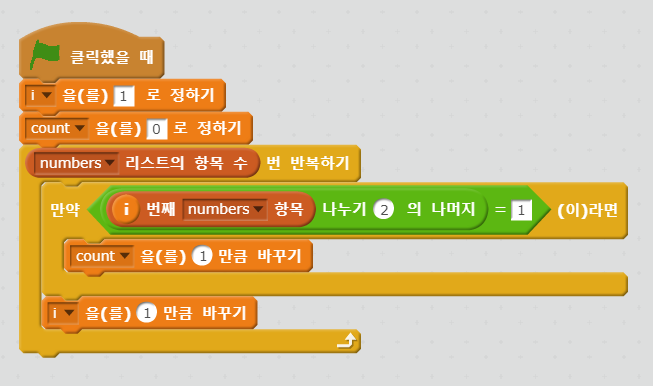 클릭했을 때
i 을(를) 1 로 정하기
count 을(를) 0 로 정하기
numbers 리스트의 항목 수 번 반복하기
만약 i 번째 numbers 항목 나누기 2 의 나머지 = 1 (이)라면
count 을(를) 1 만큼 바꾸기
i 을(를) 1 만큼 바꾸기